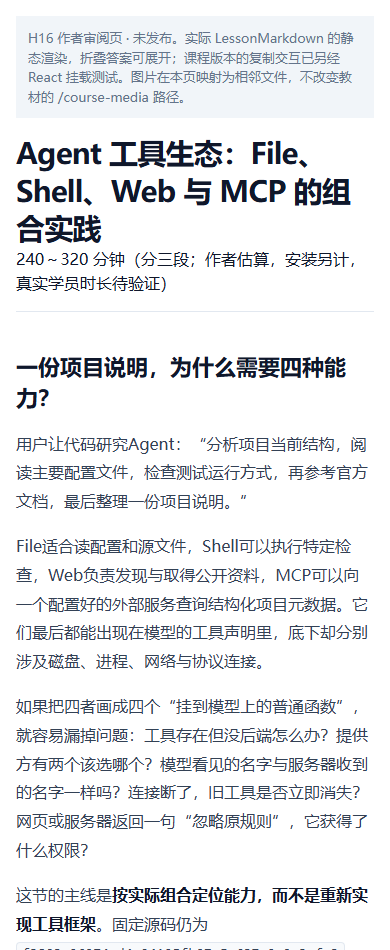 H16 作者审阅页 · 未发布。实际 LessonMarkdown 的静
态渲染，折叠答案可展开；课程版本的复制交互已另经
React 挂载测试。图片在本页映射为相邻文件，不改变教
材的 /course-media 路径。
Agent 工具生态：File、
Shell、Web 与 MCP 的组
合实践
240～320 分钟（分三段；作者估算，安装另计，
真实学员时长待验证）
一份项目说明，为什么需要四种能
力？
用户让代码研究Agent：“分析项目当前结构，阅
读主要配置文件，检查测试运行方式，再参考官方
文档，最后整理一份项目说明。”
File适合读配置和源文件，Shell可以执行特定检
查，Web负责发现与取得公开资料，MCP可以向
一个配置好的外部服务查询结构化项目元数据。它
们最后都能出现在模型的工具声明里，底下却分别
涉及磁盘、进程、网络与协议连接。
如果把四者画成四个“挂到模型上的普通函数”，
就容易漏掉问题：工具存在但没后端怎么办？提供
方有两个该选哪个？模型看见的名字与服务器收到
的名字一样吗？连接断了，旧工具是否立即消失？
网页或服务器返回一句“忽略原规则”，它获得了
什么权限？
这节的主线是按实际组合定位能力，而不是重新实
现工具框架。固定源码仍为